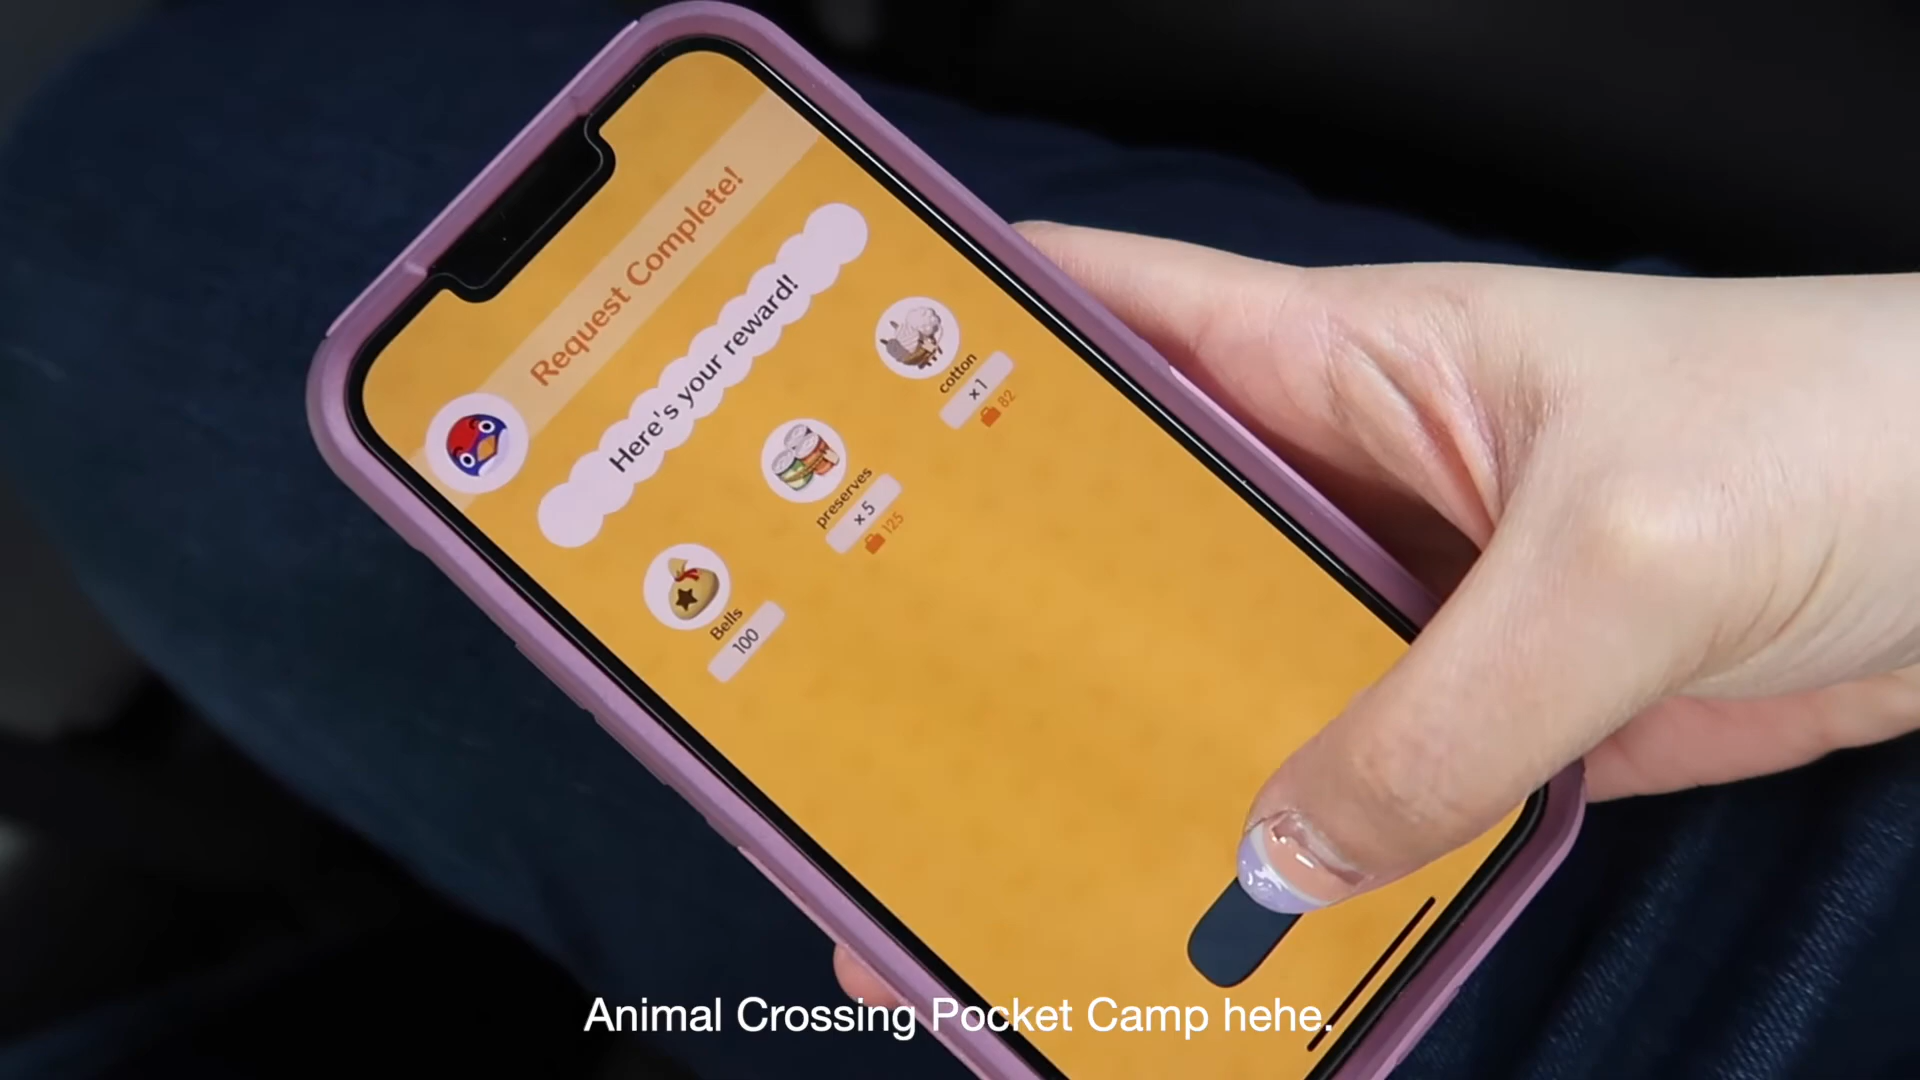 Request Complete!
Here's your reward!
Bells
100
preserves
×5
125
cotton
×1
82
Animal Crossing Pocket Camp hehe.